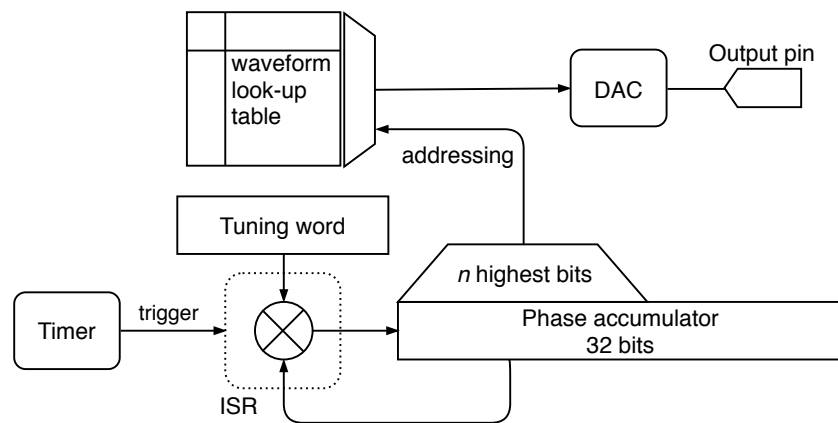 waveform
look-up
table
DAC
Output pin
addressing
Tuning word
n highest bits
Timer
trigger
Phase accumulator
32 bits
ISR